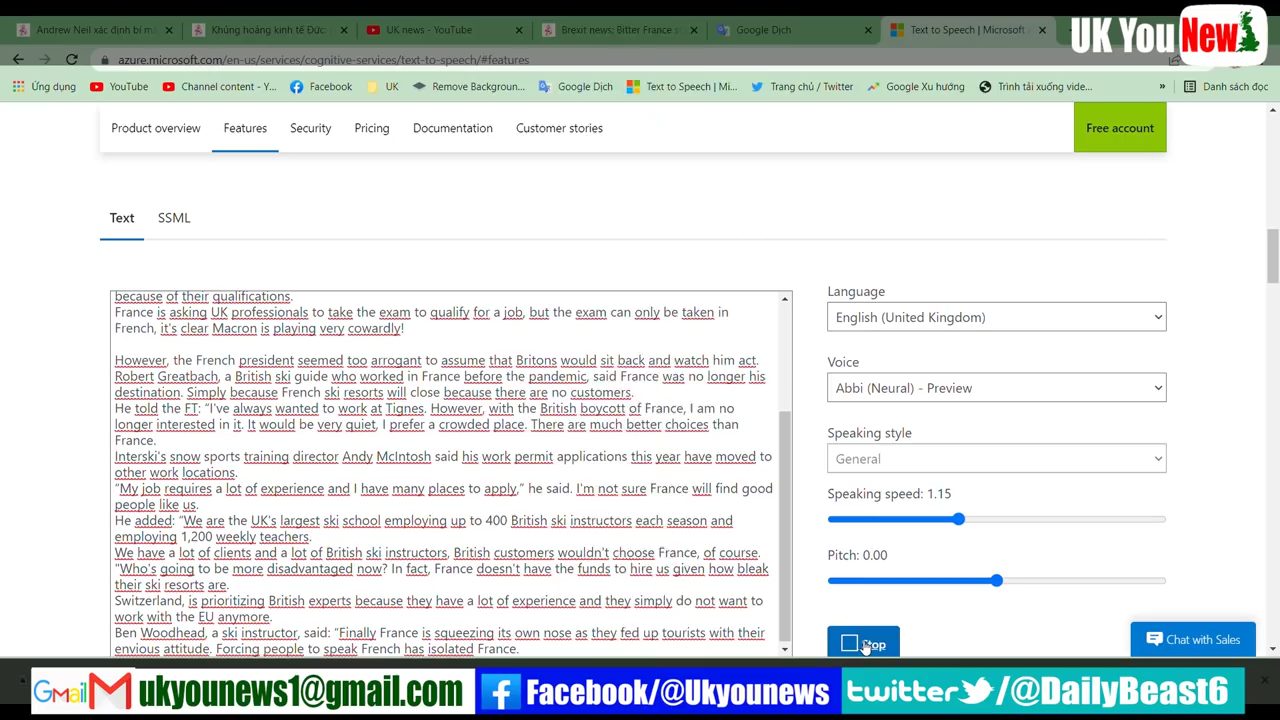 Andrew Neil xác định bí m
Khủng hoảng kinh tế Đức:
UK news - YouTube
Brexit news: Bitter France s
Google Dịch
Text to Speech | Microsoft
UK You New
azure.microsoft.com/en-us/services/cognitive-services/text-to-speech/#features
Ứng dụng
YouTube
Channel content - Y...
Facebook
UK
Remove Backgroun...
Google Dịch
Text to Speech | Mi...
Trang chủ / Twitter
Google Xu hướng
Trình tải xuống vide...
Danh sách đọc
Product overview
Features
Security
Pricing
Documentation
Customer stories
Free account
Text
SSML
because of their qualifications.
France is asking UK professionals to take the exam to qualify for a job, but the exam can only be taken in
French, it's clear Macron is playing very cowardly!
However, the French president seemed too arrogant to assume that Britons would sit back and watch him act.
Robert Greatbach, a British ski guide who worked in France before the pandemic, said France was no longer his
destination. Simply because French ski resorts will close because there are no customers.
He told the FT: “I've always wanted to work at Tignes. However, with the British boycott of France, I am no
longer interested in it. It would be very quiet, I prefer a crowded place. There are much better choices than
France.
Interski's snow sports training director Andy McIntosh said his work permit applications this year have moved to
other work locations.
“My job requires a lot of experience and I have many places to apply,” he said. I'm not sure France will find good
people like us.
He added: “We are the UK's largest ski school employing up to 400 British ski instructors each season and
employing 1,200 weekly teachers.
We have a lot of clients and a lot of British ski instructors, British customers wouldn't choose France, of course.
"Who's going to be more disadvantaged now? In fact, France doesn't have the funds to hire us given how bleak
their ski resorts are.
Switzerland, is prioritizing British experts because they have a lot of experience and they simply do not want to
work with the EU anymore.
Ben Woodhead, a ski instructor, said: “Finally France is squeezing its own nose as they fed up tourists with their
envious attitude. Forcing people to speak French has isolated France.
Language
English (United Kingdom)
Voice
Abbi (Neural) - Preview
Speaking style
General
Speaking speed: 1.15
Pitch: 0.00
Stop
Chat with Sales
Gmail
ukyounews1@gmail.com
Facebook/@Ukyounews
twitter
/@DailyBeast6